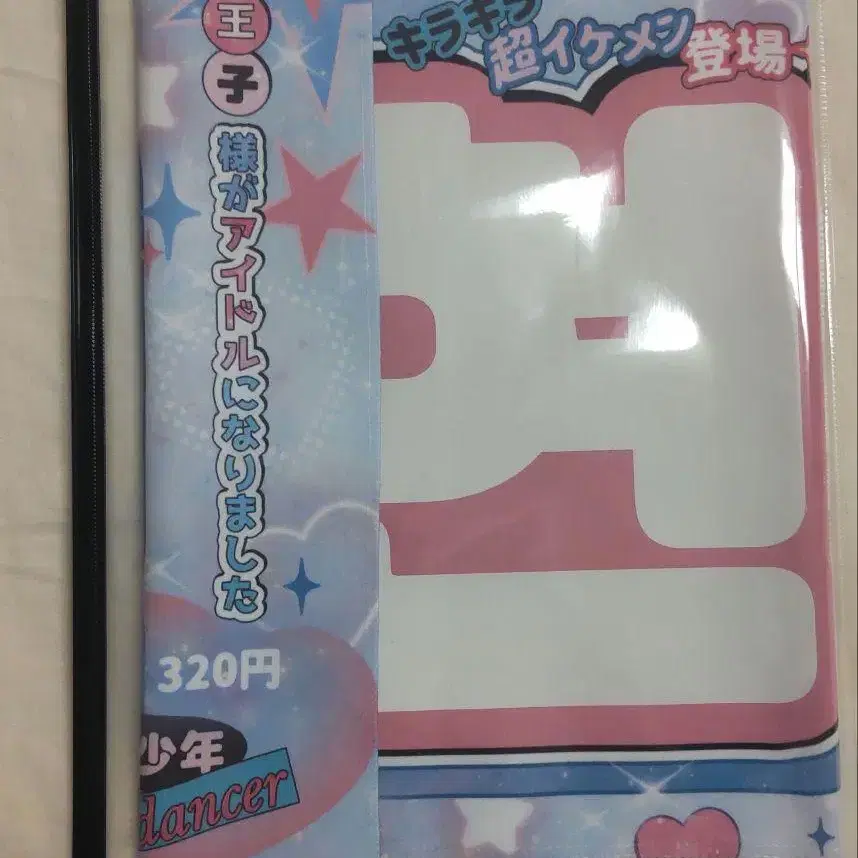 キラキラ
超イケメン登場
王子様がアイドルになりました
320円
少年
dancer